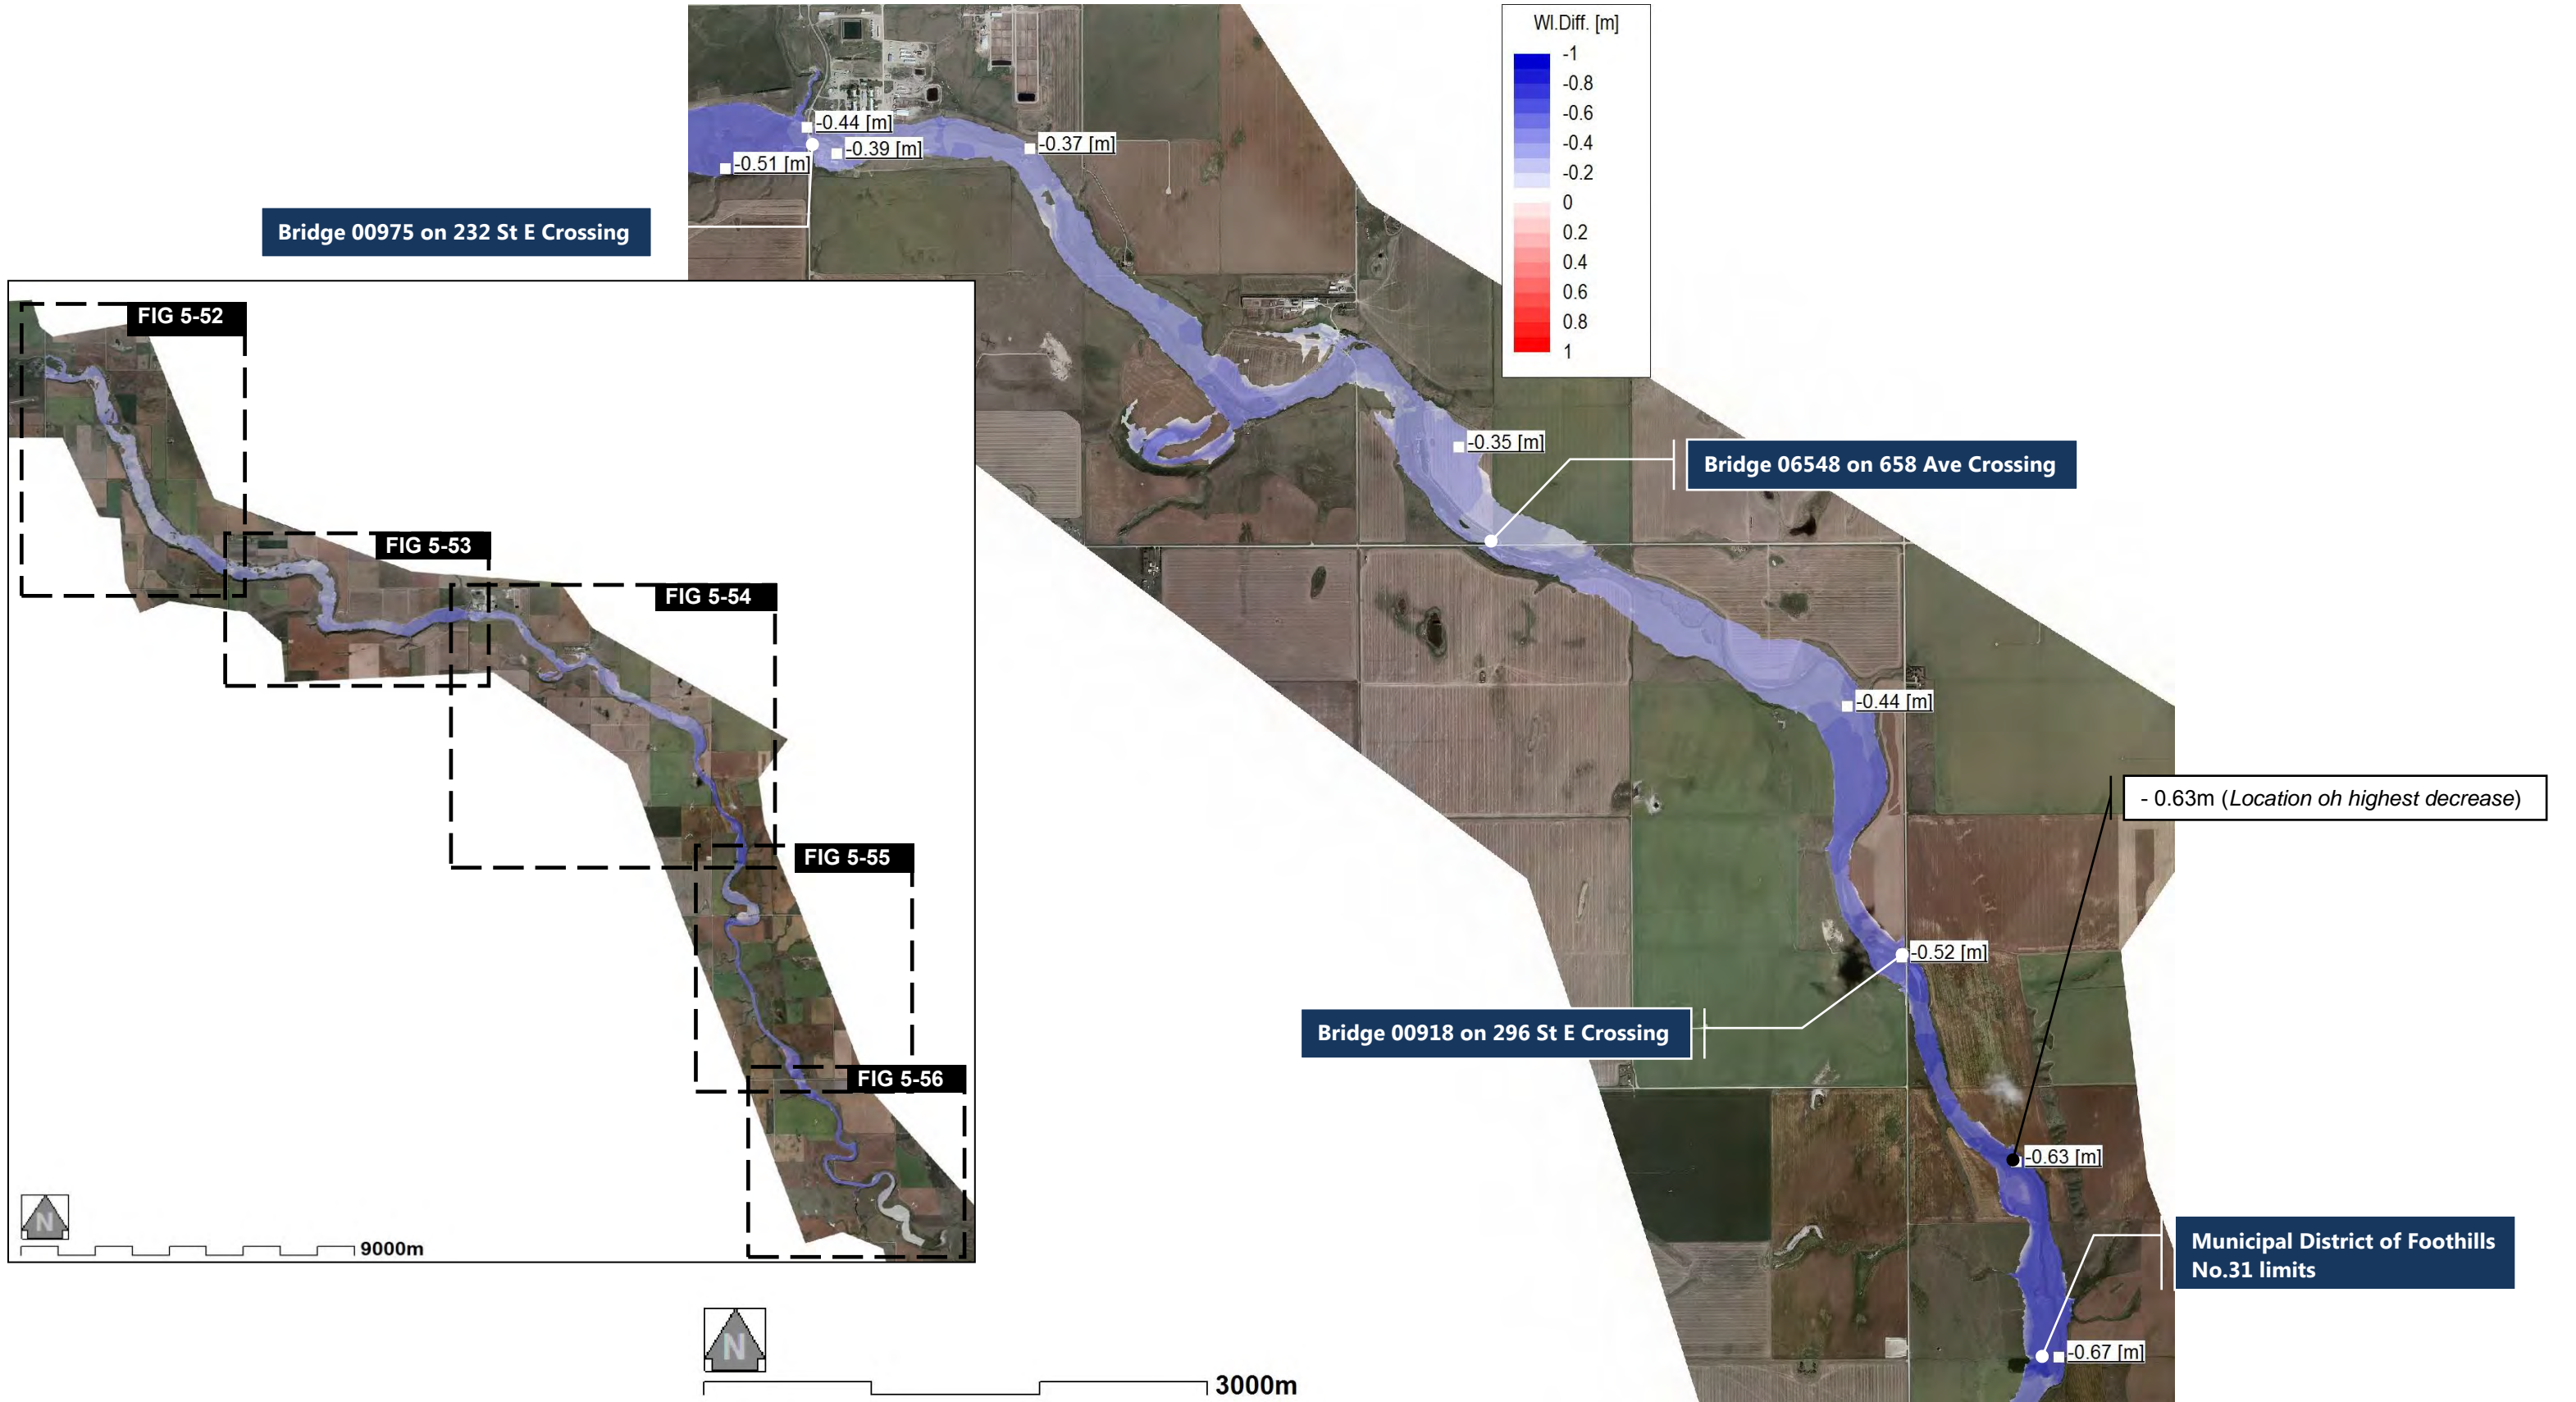 Wl.Diff. [m]
-1
-0.8
-0.6
-0.4
-0.2
0
0.2
0.4
0.6
0.8
1
-0.44 [m]
-0.39 [m]
-0.37 [m]
-0.51 [m]
Bridge 00975 on 232 St E Crossing
FIG 5-52
FIG 5-53
FIG 5-54
FIG 5-55
FIG 5-56
N
9000m
-0.35 [m]
Bridge 06548 on 658 Ave Crossing
-0.44 [m]
- 0.63m (Location oh highest decrease)
-0.52 [m]
Bridge 00918 on 296 St E Crossing
-0.63 [m]
Municipal District of Foothills
No.31 limits
-0.67 [m]
N
3000m